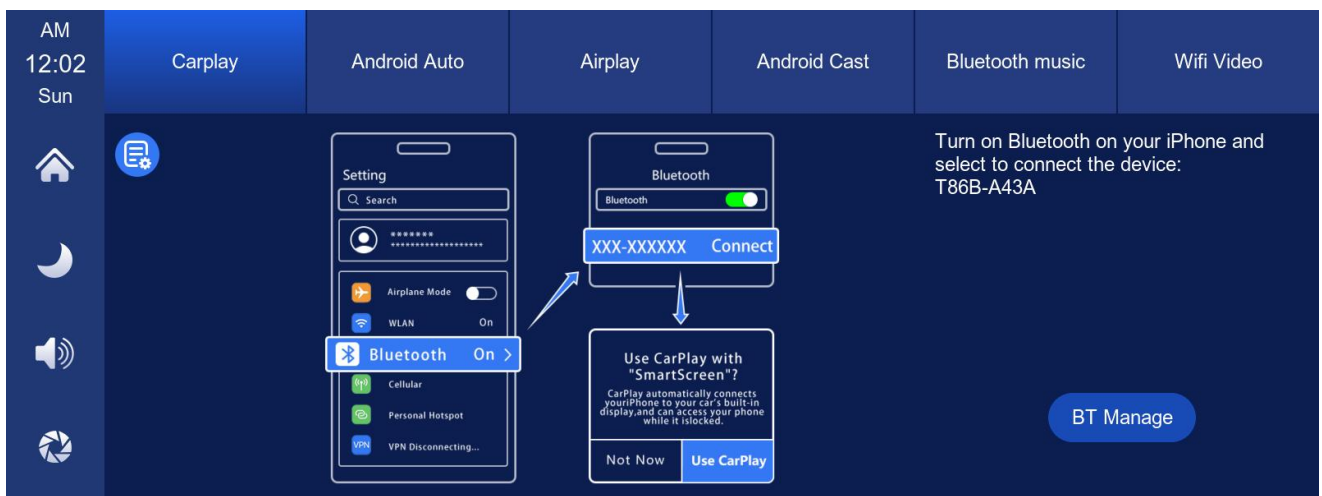 AM
12:02
Sun
Carplay
Android Auto
Airplay
Android Cast
Bluetooth music
Wifi Video
Setting
Search
*******
*******************
Airplane Mode
WLAN On
Bluetooth On >
Cellular
Personal Hotspot
VPN VPN Disconnecting...
Bluetooth
Bluetooth
XXX-XXXXXX Connect
Use CarPlay with
"SmartScreen"?
CarPlay automatically connects
youriPhone to your car's built-in
display,and can access your phone
while it islocked.
Not Now Use CarPlay
Turn on Bluetooth on your iPhone and
select to connect the device:
T86B-A43A
BT Manage